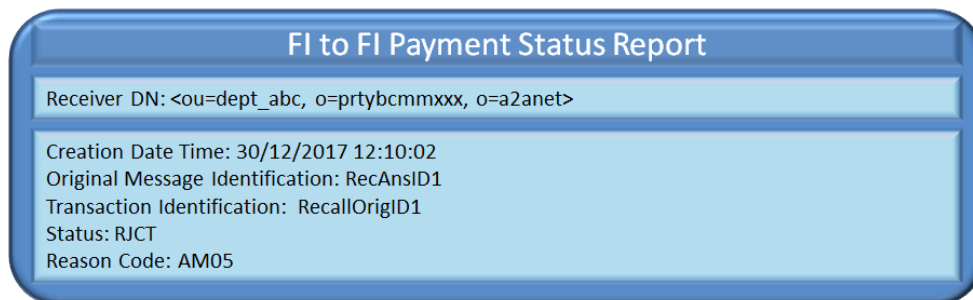 FI to FI Payment Status Report
Receiver DN: <ou=dept_abc, o=prtybcmmxxx, o=a2anet>
Creation Date Time: 30/12/2017 12:10:02
Original Message Identification: RecAnsID1
Transaction Identification:  RecallOrigID1
Status: RJCT
Reason Code: AM05